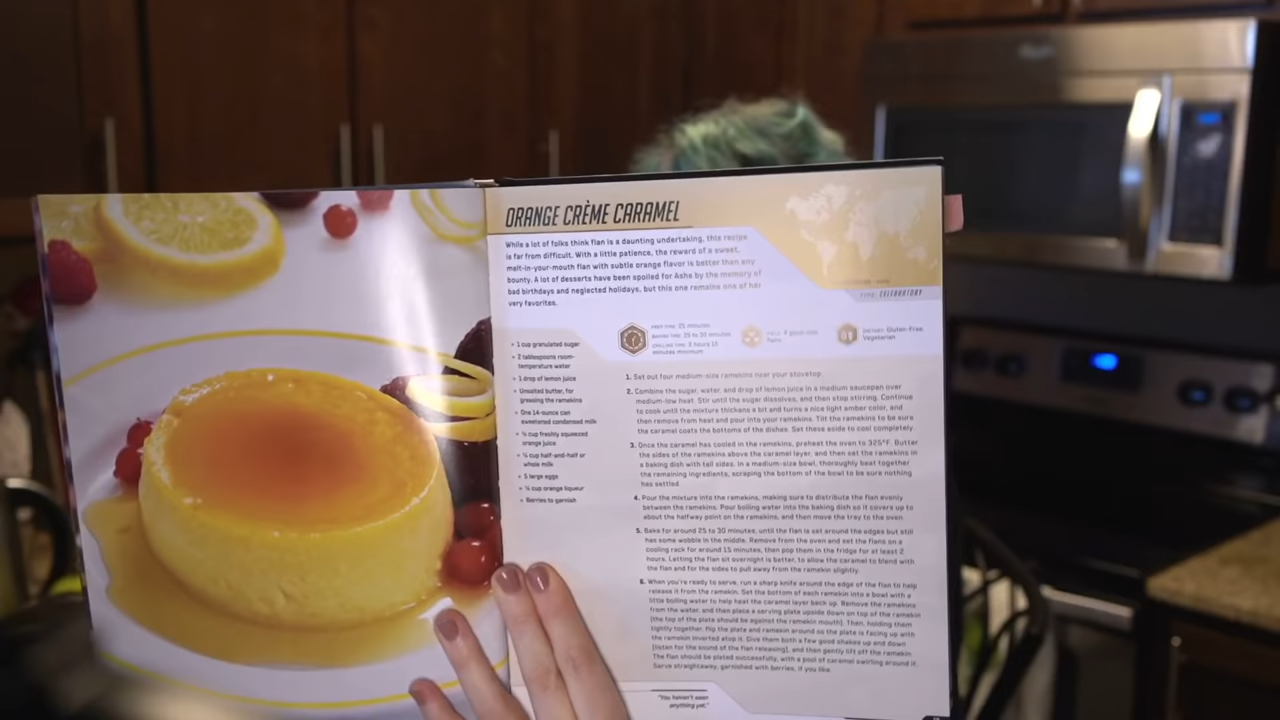 ORANGE CRÈME CARAMEL
While a lot of folks think flan is a daunting undertaking, this recipe
is far from difficult. With a little patience, the reward of a sweet,
melt-in-your-mouth flan with subtle orange flavor is better than any
bounty. A lot of desserts have been spoiled for Ashe by the memory of
bad birthdays and neglected holidays, but this one remains one of her
very favorites.
TYPE: CELEBRATORY
PREP TIME: 25 minutes
BAKING TIME: 25 to 30 minutes
CHILLING TIME: 2 hours 15
minutes minimum
YIELD: 4 good-size
flans
DIETARY: Gluten-Free,
Vegetarian
• 1 cup granulated sugar
• 2 tablespoons room-
temperature water
• 1 drop of lemon juice
• Unsalted butter, for
greasing the ramekins
• One 14-ounce can
sweetened condensed milk
cup freshly squeezed
orange juice
cup half-and-half or
whole milk
• 5 large eggs
cup orange liqueur
• Berries to garnish
1. Set out four medium-size ramekins near your stovetop.
2. Combine the sugar, water, and drop of lemon juice in a medium saucepan over
medium-low heat. Stir until the sugar dissolves, and then stop stirring. Continue
to cook until the mixture thickens a bit and turns a nice light amber color, and
then remove from heat and pour into your ramekins. Tilt the ramekins to be sure
the caramel coats the bottoms of the dishes. Set these aside to cool completely.
3. Once the caramel has cooled in the ramekins, preheat the oven to 325°F. Butter
the sides of the ramekins above the caramel layer, and then set the ramekins in
a baking dish with tall sides. In a medium-size bowl, thoroughly beat together
the remaining ingredients, scraping the bottom of the bowl to be sure nothing
has settled.
4. Pour the mixture into the ramekins, making sure to distribute the flan evenly
between the ramekins. Pour boiling water into the baking dish so it covers up to
about the halfway point on the ramekins, and then move the tray to the oven.
5. Bake for around 25 to 30 minutes, until the flan is set around the edges but still
has some wobble in the middle. Remove from the oven and set the flans on a
cooling rack for around 15 minutes, then pop them in the fridge for at least 2
hours. Letting the flan sit overnight is better, to allow the caramel to blend with
the flan and for the sides to pull away from the ramekin slightly.
6. When you're ready to serve, run a sharp knife around the edge of the flan to help
release it from the ramekin. Set the bottom of each ramekin into a bowl with a
little boiling water to help heat the caramel layer back up. Remove the ramekins
from the water, and then place a serving plate upside down on top of the ramekin
(the top of the plate should be against the ramekin mouth). Then, holding them
tightly together, flip the plate and ramekin around so the plate is facing up with
the ramekin inverted atop it. Give them both a few good shakes up and down
(listen for the sound of the flan releasing), and then gently lift off the ramekin.
The flan should be plated successfully, with a pool of caramel swirling around it.
Serve straightaway, garnished with berries, if you like.
"You haven't seen
anything yet."